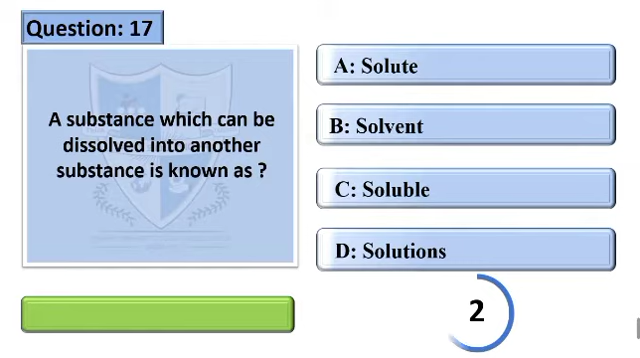 Question: 17
A substance which can be
dissolved into another
substance is known as ?
A: Solute
B: Solvent
C: Soluble
D: Solutions
2